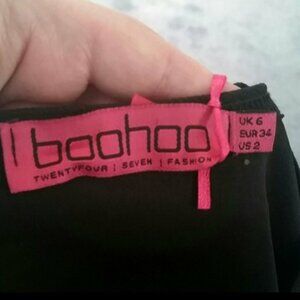 boohoo
TWENTYFOUR | SEVEN | FASHION
UK 6
EUR 34
US 2